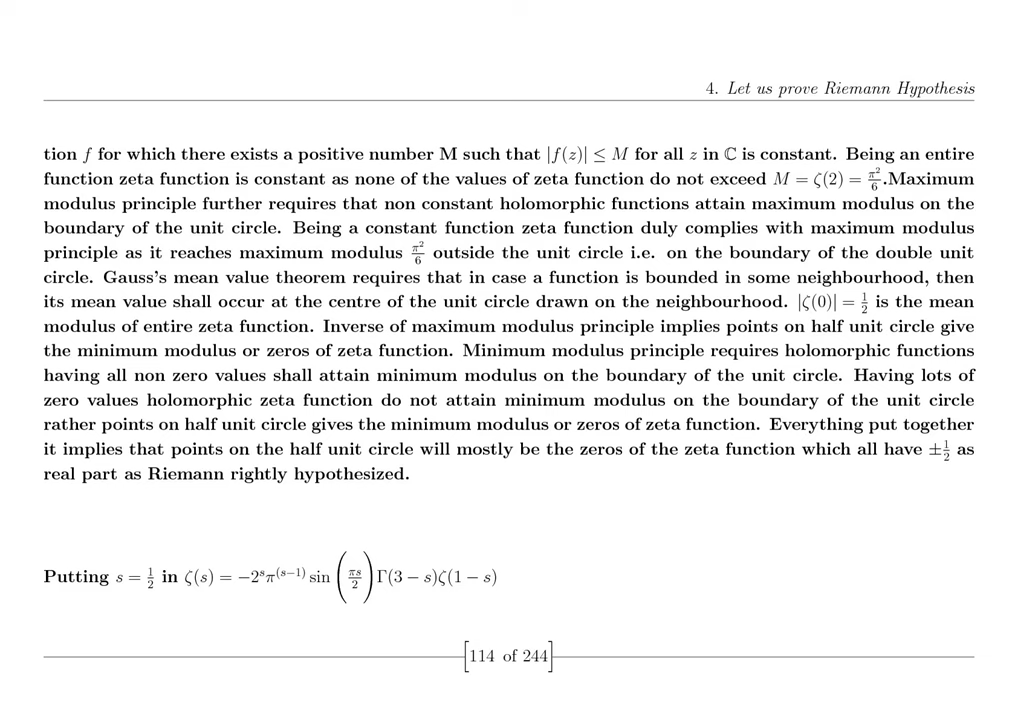 4. Let us prove Riemann Hypothesis
tion f for which there exists a positive number M such that |f(z)| ≤ M for all z in ℂ is constant. Being an entire
function zeta function is constant as none of the values of zeta function do not exceed M = ζ(2) = π²/6.Maximum
modulus principle further requires that non constant holomorphic functions attain maximum modulus on the
boundary of the unit circle. Being a constant function zeta function duly complies with maximum modulus
principle as it reaches maximum modulus π²/6 outside the unit circle i.e. on the boundary of the double unit
circle. Gauss's mean value theorem requires that in case a function is bounded in some neighbourhood, then
its mean value shall occur at the centre of the unit circle drawn on the neighbourhood. |ζ(0)| = 1/2 is the mean
modulus of entire zeta function. Inverse of maximum modulus principle implies points on half unit circle give
the minimum modulus or zeros of zeta function. Minimum modulus principle requires holomorphic functions
having all non zero values shall attain minimum modulus on the boundary of the unit circle. Having lots of
zero values holomorphic zeta function do not attain minimum modulus on the boundary of the unit circle
rather points on half unit circle gives the minimum modulus or zeros of zeta function. Everything put together
it implies that points on the half unit circle will mostly be the zeros of the zeta function which all have ±1/2 as
real part as Riemann rightly hypothesized.
Putting s = 1/2 in ζ(s) = −2^s π^(s−1) sin (πs/2) Γ(3 − s)ζ(1 − s)
[114 of 244]